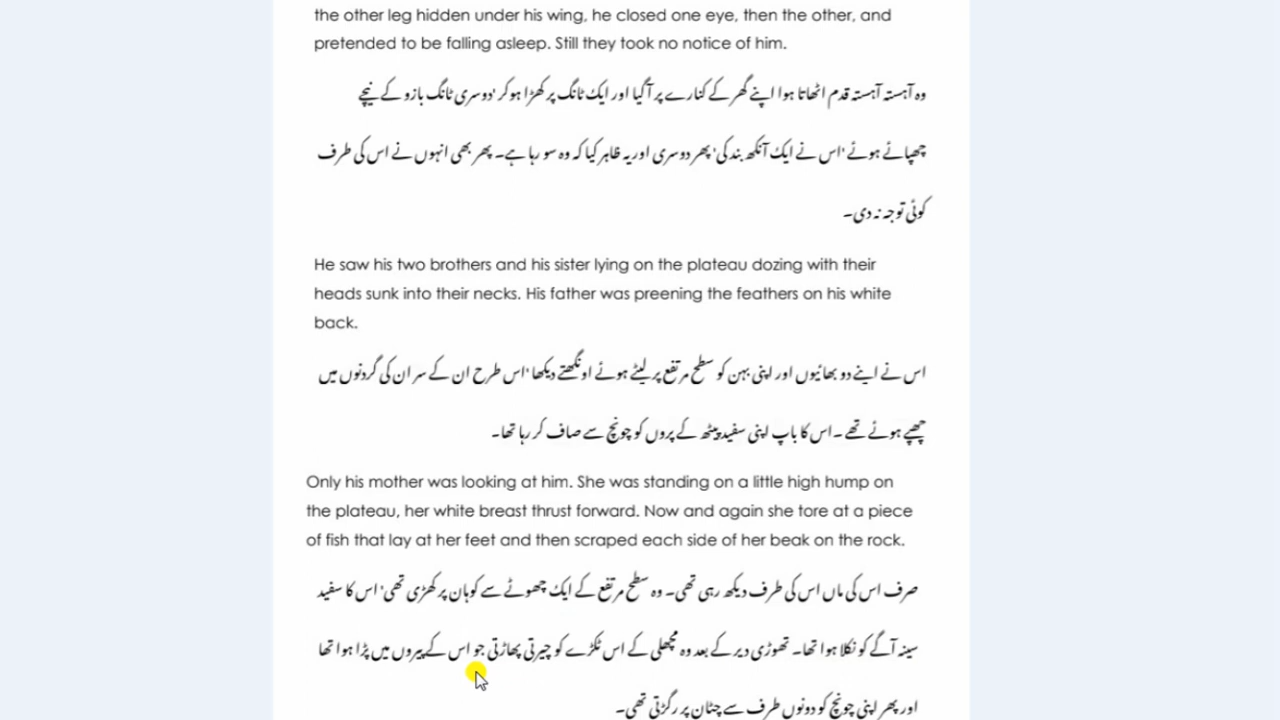 the other leg hidden under his wing, he closed one eye, then the other, and
pretended to be falling asleep. Still they took no notice of him.
وہ آہستہ آہستہ قدم اٹھاتا ہوا اپنے گھر کے کنارے پر آگیا اور ایک ٹانگ پر کھڑا ہوکر 'دوسری ٹانگ بازو کے نیچے
چھپائے ہوئے 'اس نے ایک آنکھ بند کی' پھر دوسری اور یہ ظاہر کیا کہ وہ سو رہا ہے۔ پھر بھی انہوں نے اس کی طرف
کوئی توجہ نہ دی۔
He saw his two brothers and his sister lying on the plateau dozing with their
heads sunk into their necks. His father was preening the feathers on his white
back.
اس نے اپنے دو بھائیوں اور اپنی بہن کو سطح مرتفع پر لیٹے ہوئے اونگھتے دیکھا 'اس طرح ان کے سر ان کی گردنوں میں
چھپے ہوئے تھے ۔اس کا باپ اپنی سفید پیٹھ کے پروں کو چونچ سے صاف کر رہا تھا۔
Only his mother was looking at him. She was standing on a little high hump on
the plateau, her white breast thrust forward. Now and again she tore at a piece
of fish that lay at her feet and then scraped each side of her beak on the rock.
صرف اس کی ماں اس کی طرف دیکھ رہی تھی۔ وہ سطح مرتفع کے ایک چھوٹے سے کوہان پر کھڑی تھی' اس کا سفید
سینہ آگے کو نکلا ہوا تھا۔ تھوڑی دیر کے بعد وہ مچھلی کے اس ٹکڑے کو چیرتی پھاڑتی جو اس کے پیروں میں پڑا ہوا تھا
اور پھر اپنی چونچ کو دونوں طرف سے چٹان پر رگڑتی تھی۔